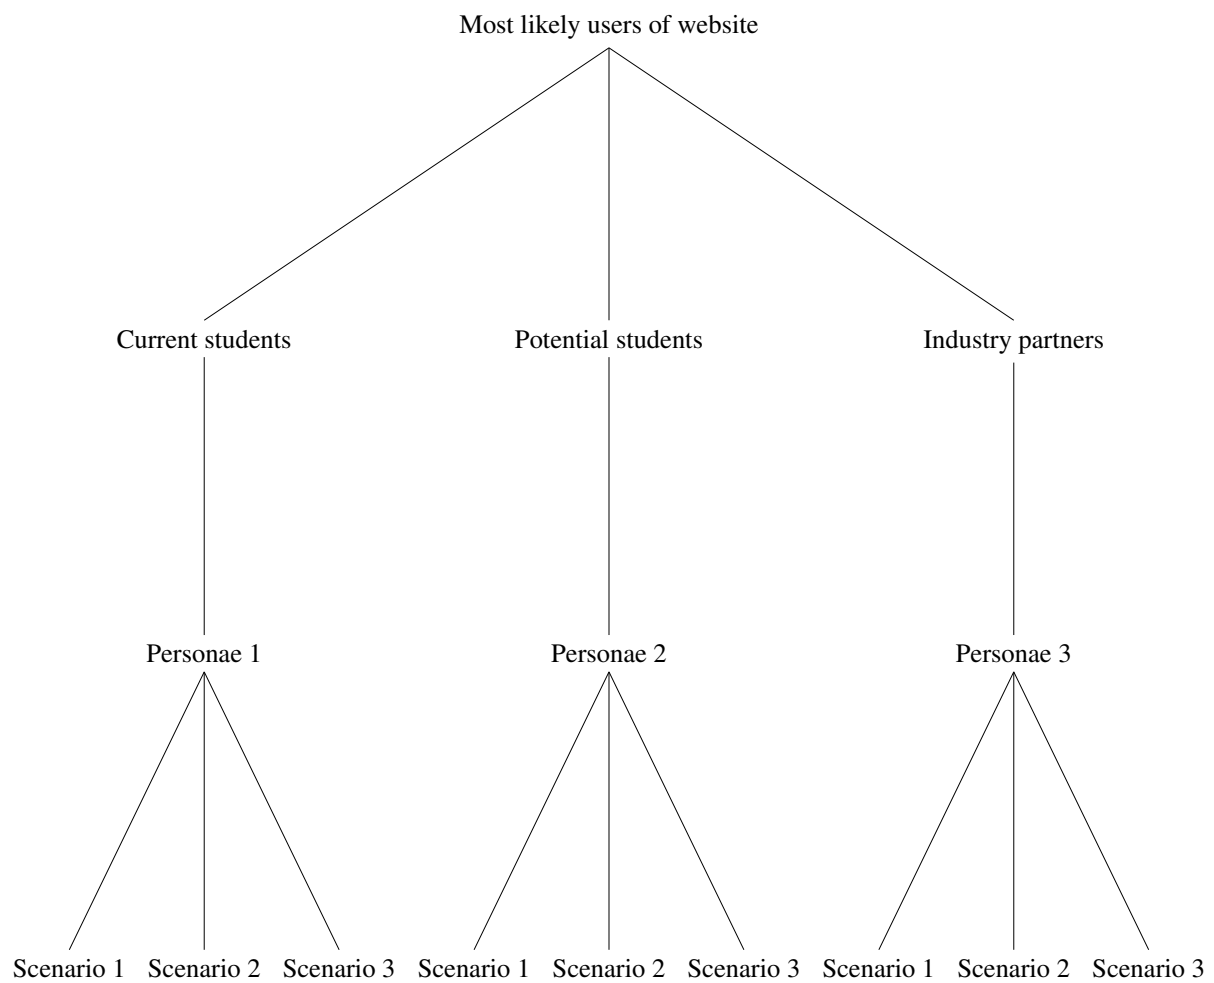 Most likely users of website
Current students Potential students Industry partners
Personae 1 Personae 2 Personae 3
Scenario 1 Scenario 2 Scenario 3 Scenario 1 Scenario 2 Scenario 3 Scenario 1 Scenario 2 Scenario 3